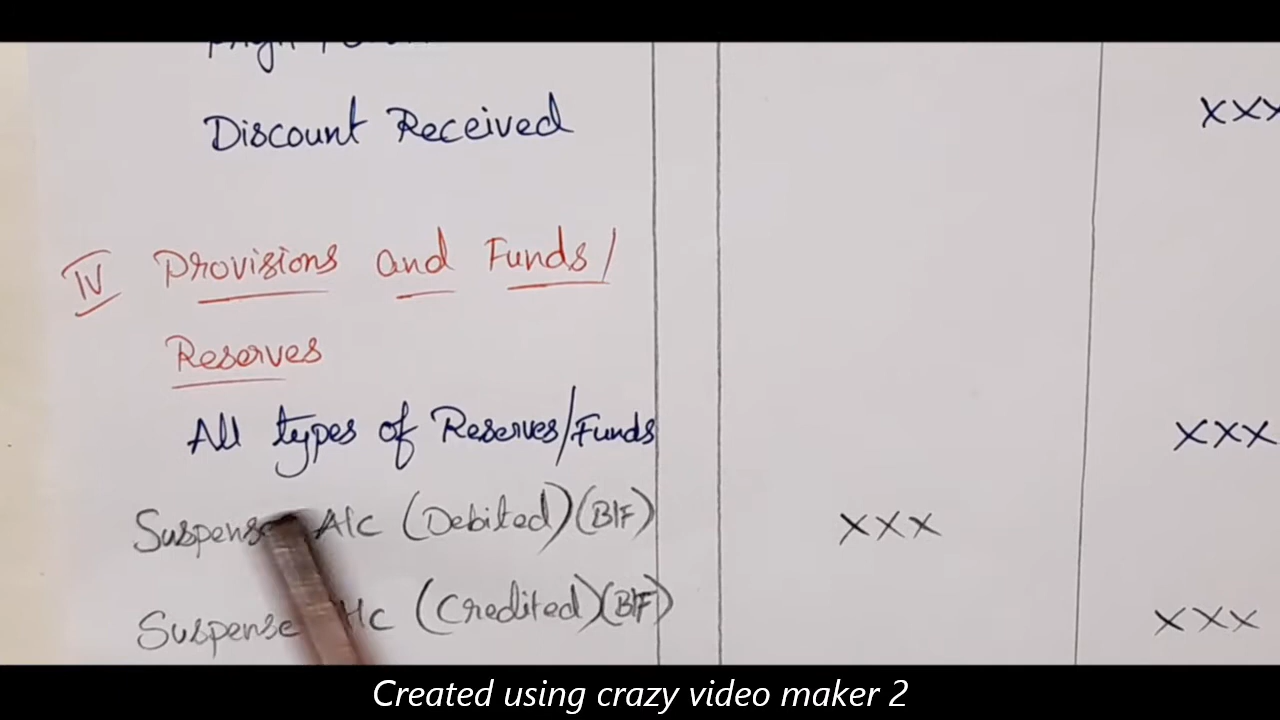 Discount Received
XXX
IV Provisions and Funds/
Reserves
All types of Reserves/Funds
XXX
Suspense A/c (Debited)(B/F)
XXX
Suspense A/c (Credited)(B/F)
XXX
Created using crazy video maker 2